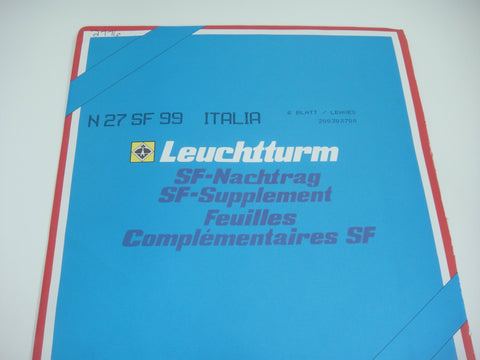 N 27 SF 99 ITALIA
6 BLATT / LEAVES
Leuchtturm
SF-Nachtrag
SF-Supplement
Feuilles
Complémentaires SF